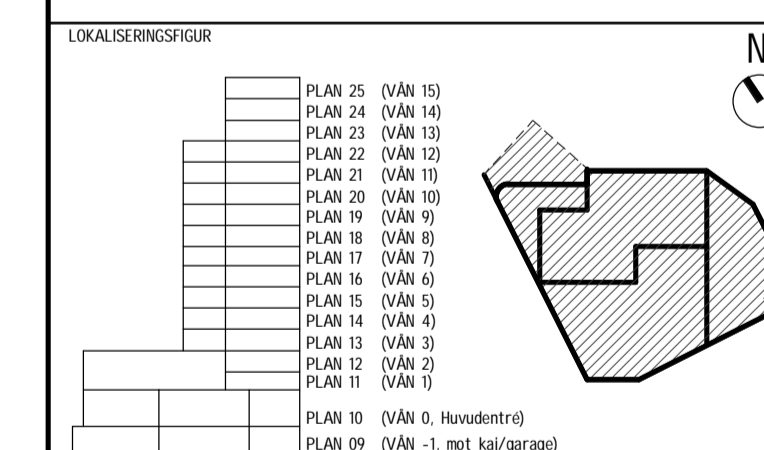 LOKALISERINGSFIGUR
N
PLAN 25 (VÅN 15)
PLAN 24 (VÅN 14)
PLAN 23 (VÅN 13)
PLAN 22 (VÅN 12)
PLAN 21 (VÅN 11)
PLAN 20 (VÅN 10)
PLAN 19 (VÅN 9)
PLAN 18 (VÅN 8)
PLAN 17 (VÅN 7)
PLAN 16 (VÅN 6)
PLAN 15 (VÅN 5)
PLAN 14 (VÅN 4)
PLAN 13 (VÅN 3)
PLAN 12 (VÅN 2)
PLAN 11 (VÅN 1)
PLAN 10 (VÅN 0, Huvudentré)
PLAN 09 (VÅN -1, mot kaj/garage)